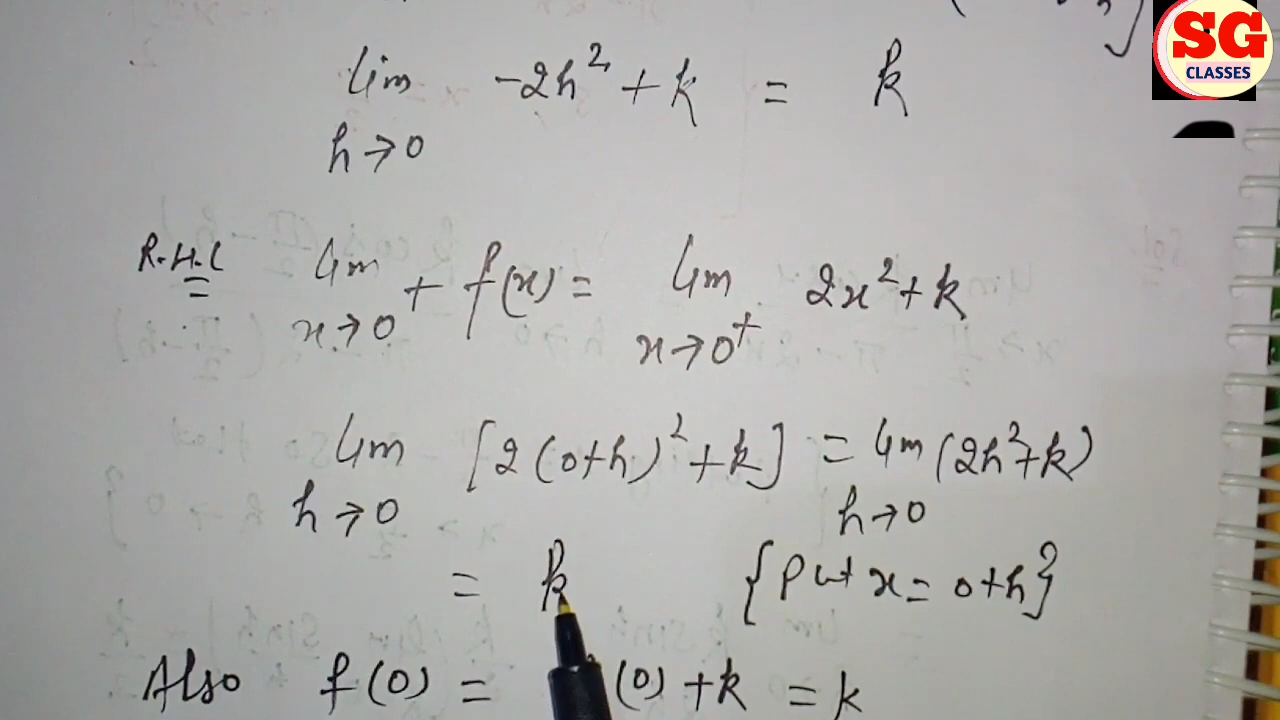 SG
CLASSES
lim -2h² + k = k
h→0
R.H.L lim f(x) = lim 2x² + k
x→0⁺ x→0⁺
lim [2(0+h)² + k] = lim (2h² + k)
h→0 h→0
= k {Put x = 0+h}
Also f(0) = (0) + k = k